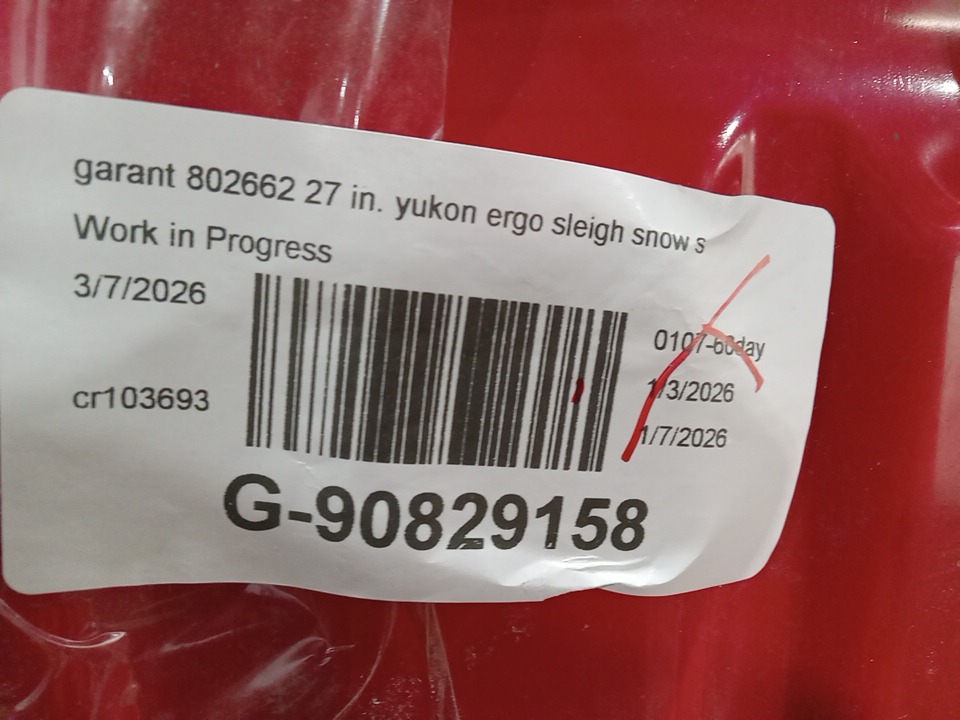 garant 802662 27 in. yukon ergo sleigh snow s
Work in Progress
3/7/2026
0107-60day
cr103693
1/3/2026
1/7/2026
G-90829158